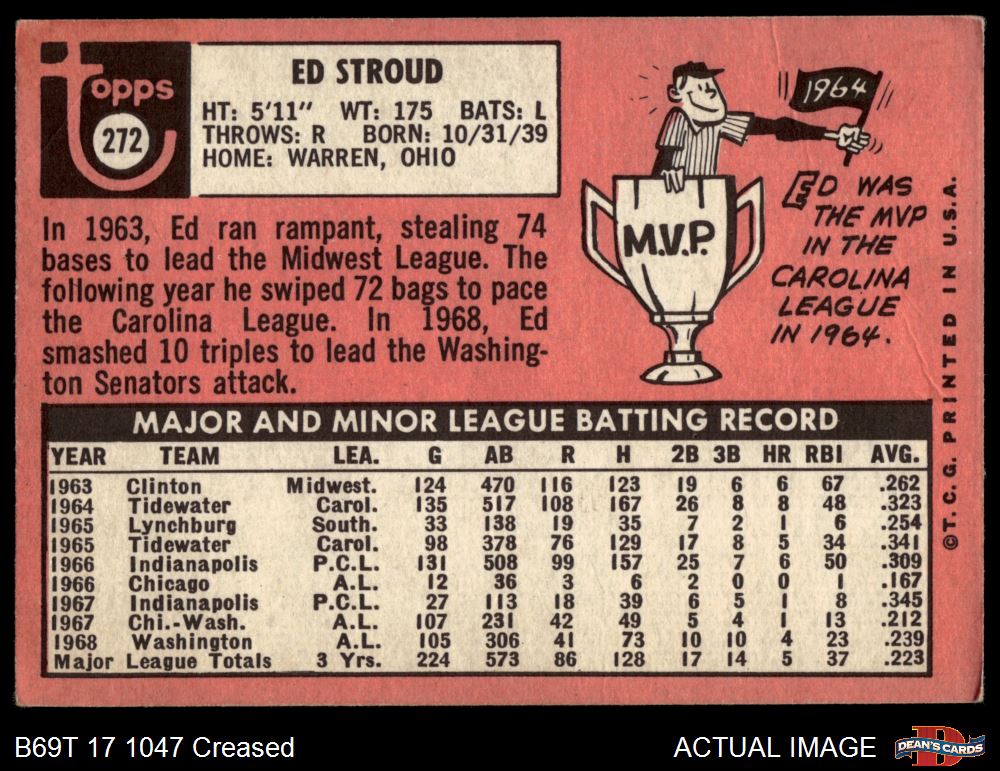 Topps
272
ED STROUD
HT: 5'11" WT: 175 BATS: L
THROWS: R BORN: 10/31/39
HOME: WARREN, OHIO
In 1963, Ed ran rampant, stealing 74
bases to lead the Midwest League. The
following year he swiped 72 bags to pace
the Carolina League. In 1968, Ed
smashed 10 triples to lead the Washing-
ton Senators attack.
1964
M.V.P.
ED WAS
THE MVP
IN THE
CAROLINA
LEAGUE
IN 1964.
©T.C.G. PRINTED IN U.S.A.
MAJOR AND MINOR LEAGUE BATTING RECORD
YEAR TEAM LEA. G AB R H 2B 3B HR RBI AVG.
1963 Clinton Midwest. 124 470 116 123 19 6 6 67 .262
1964 Tidewater Carol. 135 517 108 167 26 8 8 48 .323
1965 Lynchburg South. 33 138 19 35 7 2 1 6 .254
1965 Tidewater Carol. 98 378 76 129 17 8 5 34 .341
1966 Indianapolis P.C.L. 131 508 99 157 25 7 6 50 .309
1966 Chicago A.L. 12 36 3 6 2 0 0 1 .167
1967 Indianapolis P.C.L. 27 113 18 39 6 5 1 8 .345
1967 Chi.-Wash. A.L. 107 231 42 49 5 4 1 13 .212
1968 Washington A.L. 105 306 41 73 10 10 4 23 .239
Major League Totals 3 Yrs. 224 573 86 128 17 14 5 37 .223
B69T 17 1047 Creased
ACTUAL IMAGE
D
DEAN'S CARDS